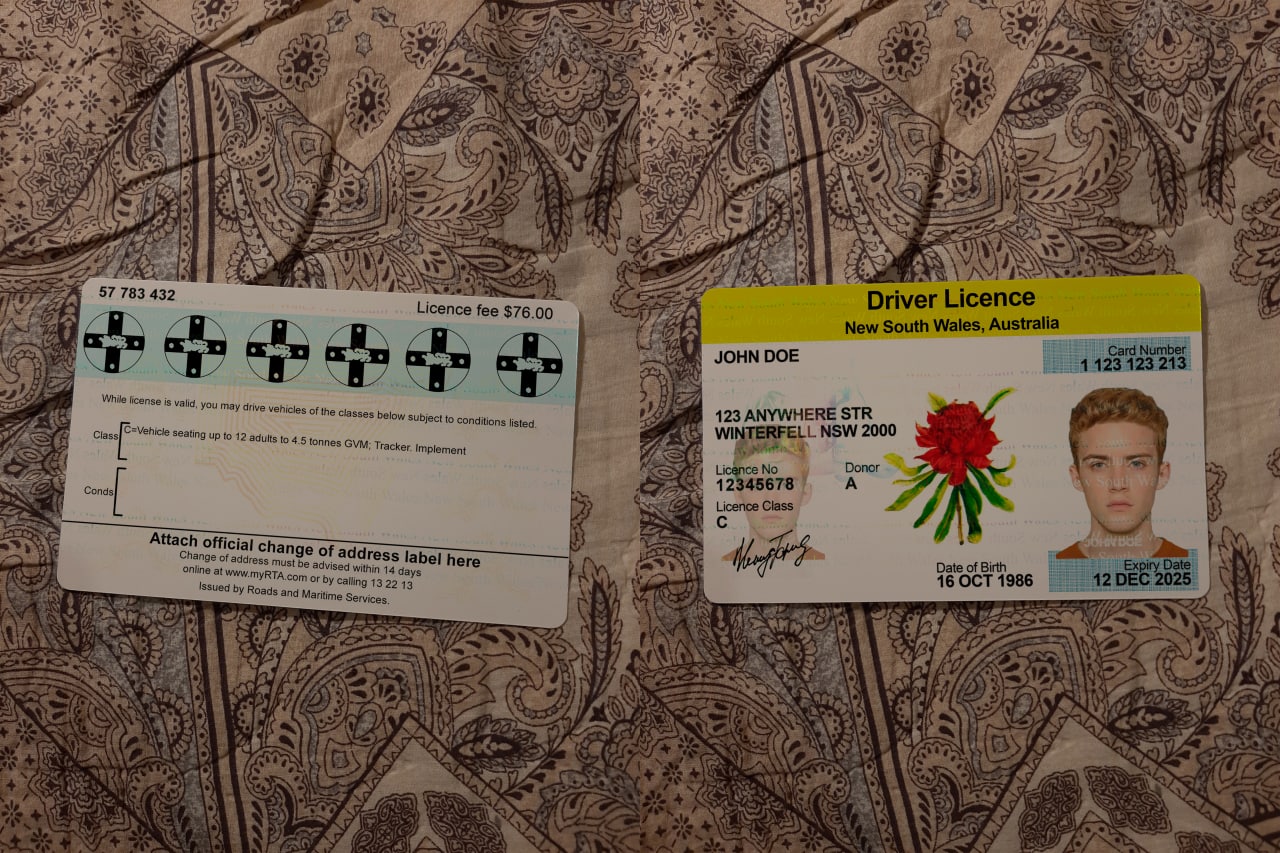 57 783 432
Licence fee $76.00
While license is valid, you may drive vehicles of the classes below subject to conditions listed.
Class
C=Vehicle seating up to 12 adults to 4.5 tonnes GVM; Tracker. Implement
Conds
Attach official change of address label here
Change of address must be advised within 14 days
online at www.myRTA.com or by calling 13 22 13
Issued by Roads and Maritime Services.
Driver Licence
New South Wales, Australia
JOHN DOE
Card Number
1 123 123 213
123 ANYWHERE STR
WINTERFELL NSW 2000
Licence No
12345678
Donor
A
Licence Class
C
JOHN DOE
Date of Birth
16 OCT 1986
Expiry Date
12 DEC 2025